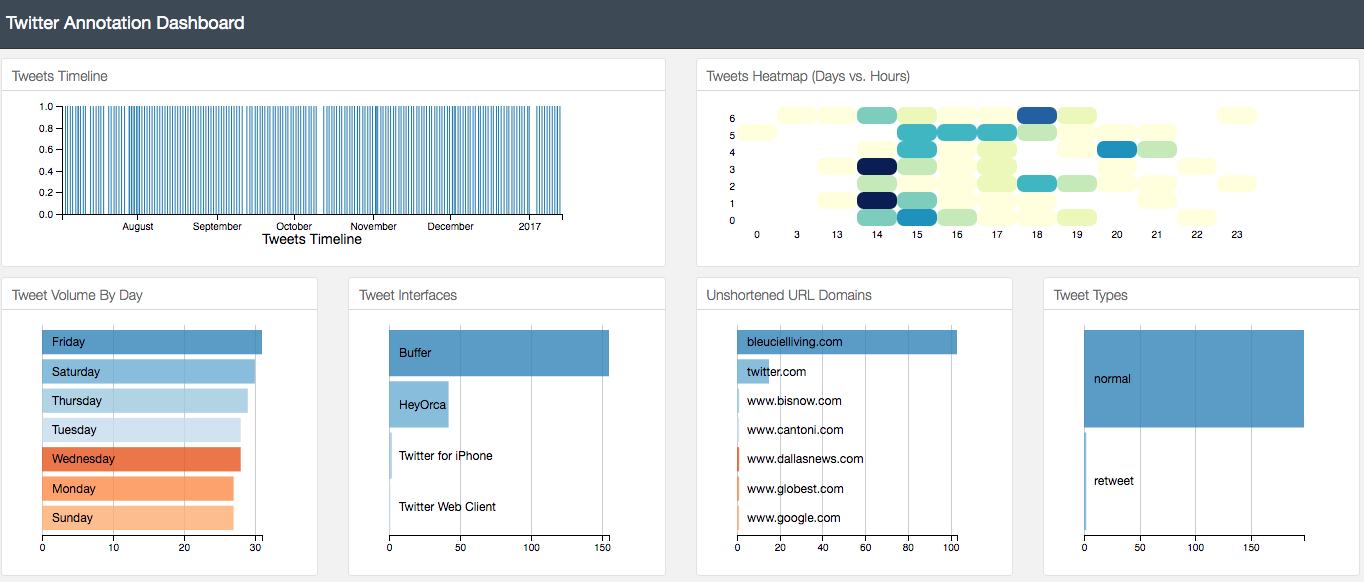 Twitter Annotation Dashboard
Tweets Timeline
1.0
0.8
0.6
0.4
0.2
0.0
August September October November December 2017
Tweets Timeline
Tweets Heatmap (Days vs. Hours)
6
5
4
3
2
1
0
0 3 13 14 15 16 17 18 19 20 21 22 23
Tweet Volume By Day
Friday
Saturday
Thursday
Tuesday
Wednesday
Monday
Sunday
0 10 20 30
Tweet Interfaces
Buffer
HeyOrca
Twitter for iPhone
Twitter Web Client
0 50 100 150
Unshortened URL Domains
bleucielliving.com
twitter.com
www.bisnow.com
www.cantoni.com
www.dallasnews.com
www.globest.com
www.google.com
0 20 40 60 80 100
Tweet Types
normal
retweet
0 50 100 150